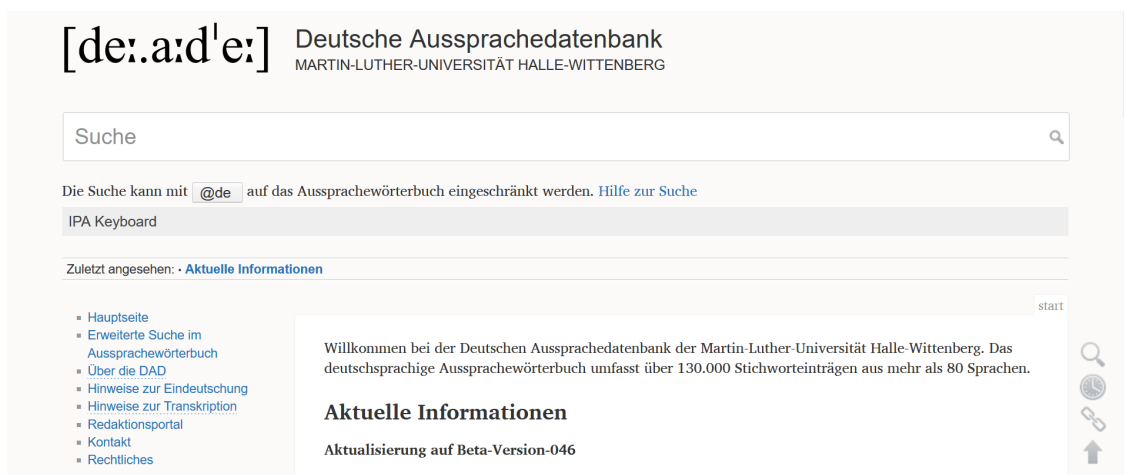 [deː.aːdˈeː]
Deutsche Aussprachedatenbank
MARTIN-LUTHER-UNIVERSITÄT HALLE-WITTENBERG
Suche
Die Suche kann mit @de auf das Aussprachewörterbuch eingeschränkt werden. Hilfe zur Suche
IPA Keyboard
Zuletzt angesehen: • Aktuelle Informationen
Hauptseite
Erweiterte Suche im
Aussprachewörterbuch
Über die DAD
Hinweise zur Eindeutschung
Hinweise zur Transkription
Redaktionsportal
Kontakt
Rechtliches
start
Willkommen bei der Deutschen Aussprachedatenbank der Martin-Luther-Universität Halle-Wittenberg. Das
deutschsprachige Aussprachewörterbuch umfasst über 130.000 Stichworteinträgen aus mehr als 80 Sprachen.
Aktuelle Informationen
Aktualisierung auf Beta-Version-046